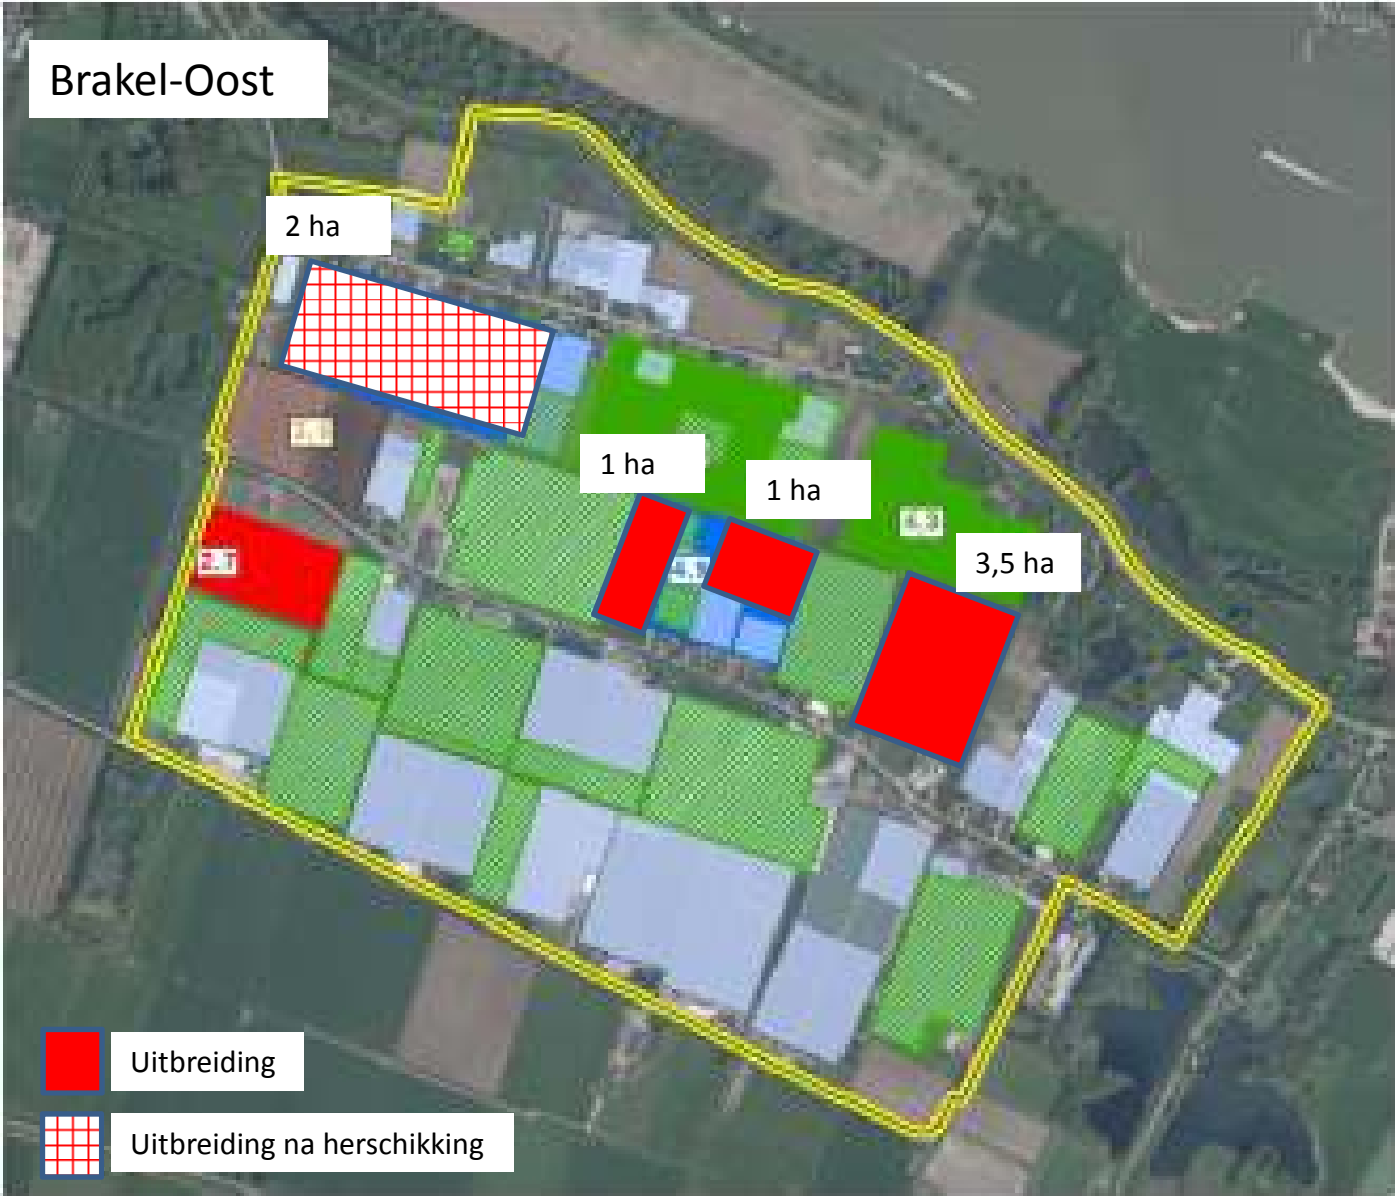 Brakel-Oost
2 ha
1 ha
1 ha
3,5 ha
Uitbreiding
Uitbreiding na herschikking